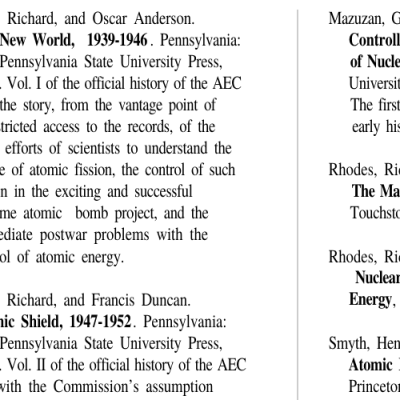 Richard, and Oscar Anderson.
New World, 1939-1946. Pennsylvania:
Pennsylvania State University Press,
. Vol. I of the official history of the AEC
the story, from the vantage point of
tricted access to the records, of the
efforts of scientists to understand the
e of atomic fission, the control of such
n in the exciting and successful
me atomic bomb project, and the
ediate postwar problems with the
ol of atomic energy.
Richard, and Francis Duncan.
nic Shield, 1947-1952. Pennsylvania:
Pennsylvania State University Press,
. Vol. II of the official history of the AEC
with the Commission's assumption
Mazuzan, G
Controll
of Nucle
Universit
The first
early his
Rhodes, Ric
The Ma
Touchsto
Rhodes, Ric
Nuclear
Energy,
Smyth, Hen
Atomic
Princeton